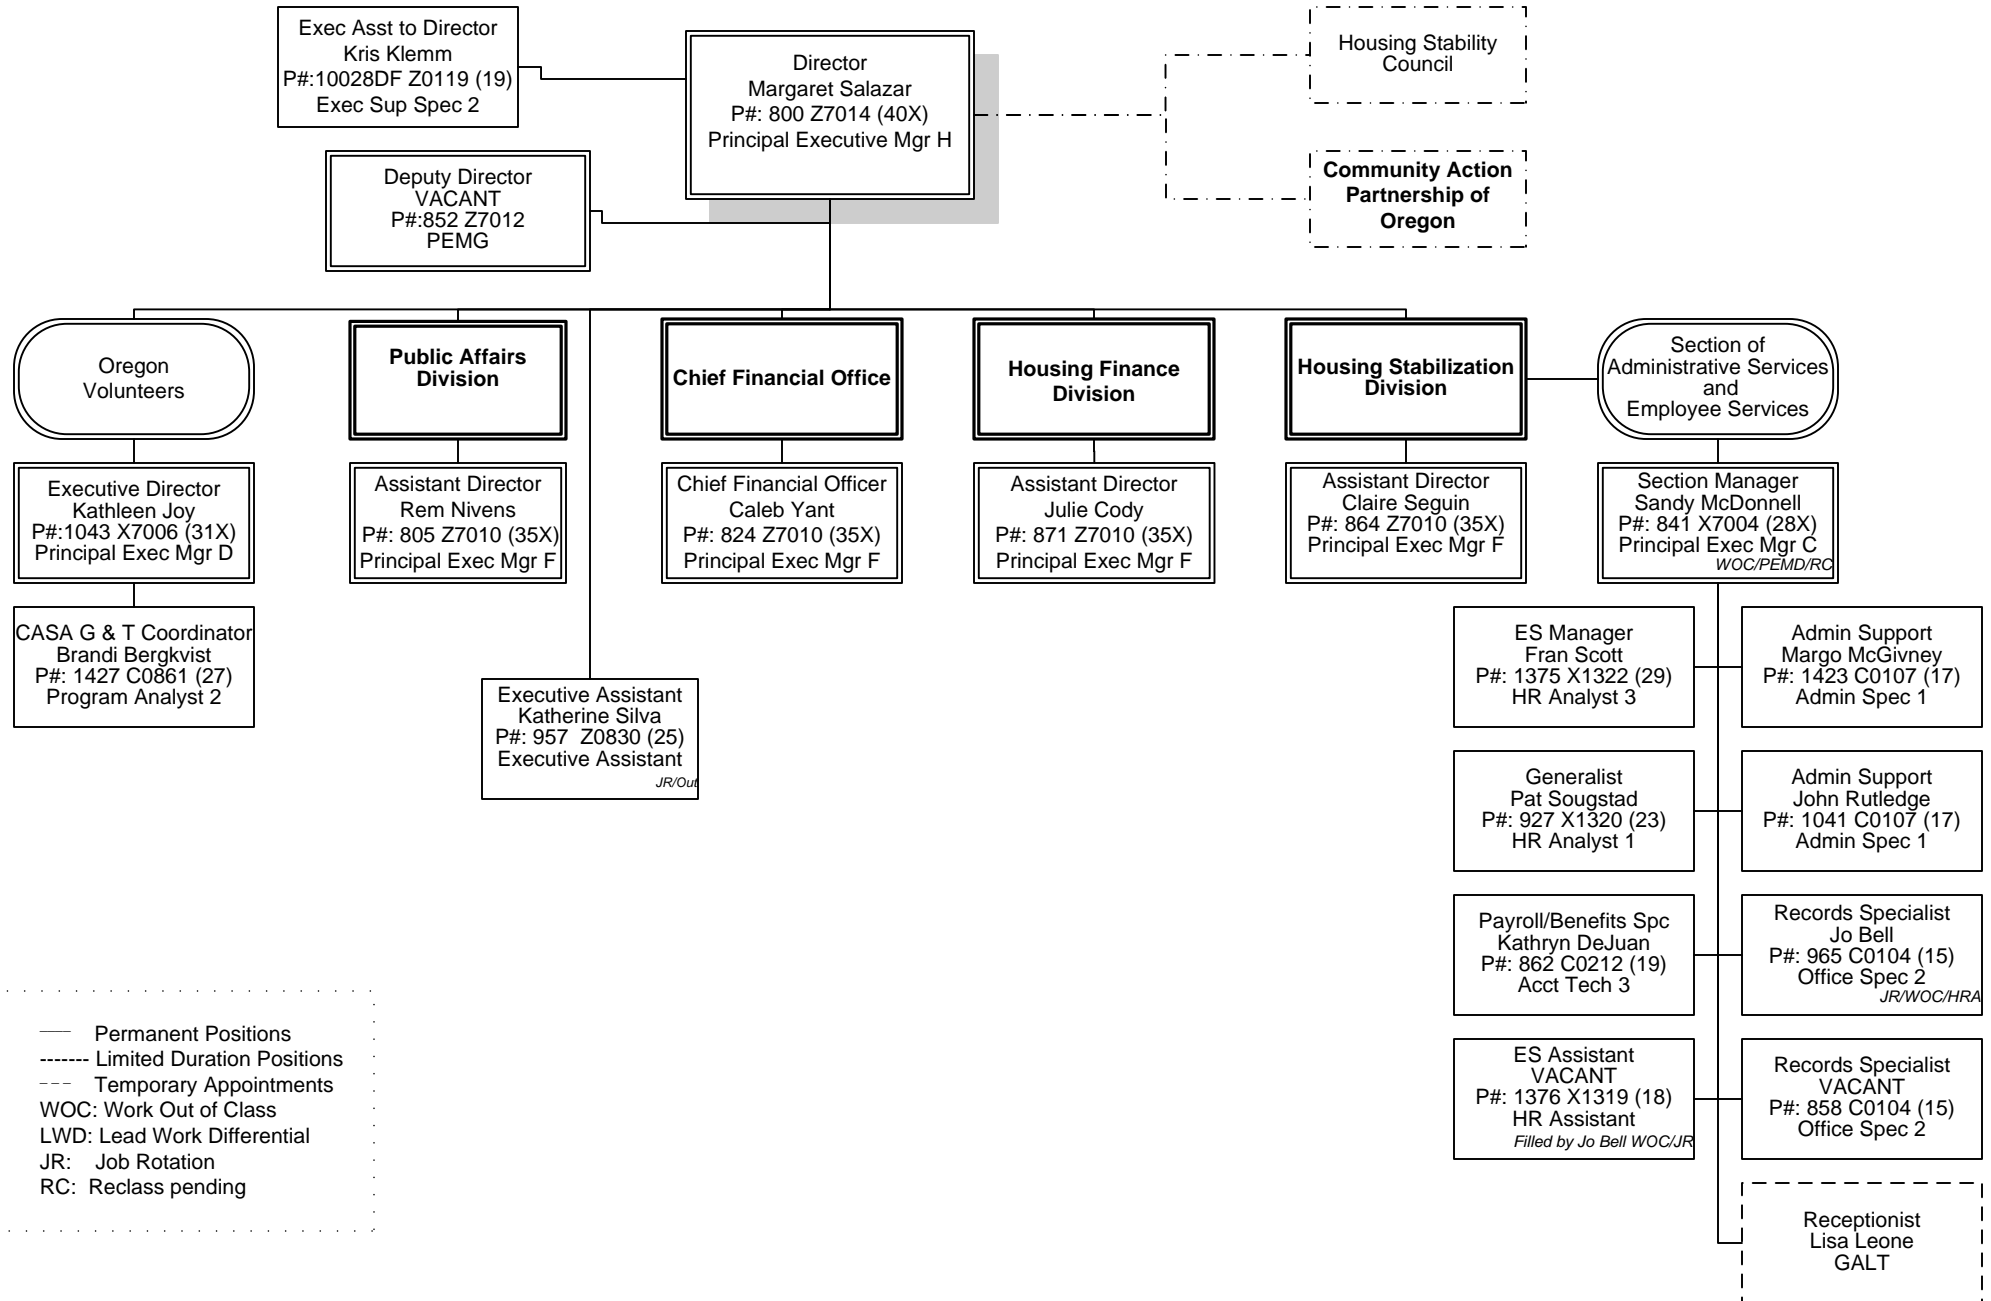 Exec Asst to Director
Kris Klemm
P#:10028DF Z0119 (19)
Exec Sup Spec 2
Director
Margaret Salazar
P#: 800 Z7014 (40X)
Principal Executive Mgr H
Housing Stability
Council
Deputy Director
VACANT
P#:852 Z7012
PEMG
Community Action
Partnership of
Oregon
Oregon
Volunteers
Public Affairs
Division
Chief Financial Office
Housing Finance
Division
Housing Stabilization
Division
Section of
Administrative Services
and
Employee Services
Executive Director
Kathleen Joy
P#:1043 X7006 (31X)
Principal Exec Mgr D
Assistant Director
Rem Nivens
P#: 805 Z7010 (35X)
Principal Exec Mgr F
Chief Financial Officer
Caleb Yant
P#: 824 Z7010 (35X)
Principal Exec Mgr F
Assistant Director
Julie Cody
P#: 871 Z7010 (35X)
Principal Exec Mgr F
Assistant Director
Claire Seguin
P#: 864 Z7010 (35X)
Principal Exec Mgr F
Section Manager
Sandy McDonnell
P#: 841 X7004 (28X)
Principal Exec Mgr C
WOC/PEMD/RC
CASA G & T Coordinator
Brandi Bergkvist
P#: 1427 C0861 (27)
Program Analyst 2
Executive Assistant
Katherine Silva
P#: 957  Z0830 (25)
Executive Assistant
JR/Out
ES Manager
Fran Scott
P#: 1375 X1322 (29)
HR Analyst 3
Admin Support
Margo McGivney
P#: 1423 C0107 (17)
Admin Spec 1
Generalist
Pat Sougstad
P#: 927 X1320 (23)
HR Analyst 1
Admin Support
John Rutledge
P#: 1041 C0107 (17)
Admin Spec 1
Payroll/Benefits Spc
Kathryn DeJuan
P#: 862 C0212 (19)
Acct Tech 3
Records Specialist
Jo Bell
P#: 965 C0104 (15)
Office Spec 2
JR/WOC/HRA
ES Assistant
VACANT
P#: 1376 X1319 (18)
HR Assistant
Filled by Jo Bell WOC/JR
Records Specialist
VACANT
P#: 858 C0104 (15)
Office Spec 2
Receptionist
Lisa Leone
GALT
Permanent Positions
------- Limited Duration Positions
--- Temporary Appointments
WOC: Work Out of Class
LWD: Lead Work Differential
JR: Job Rotation
RC: Reclass pending